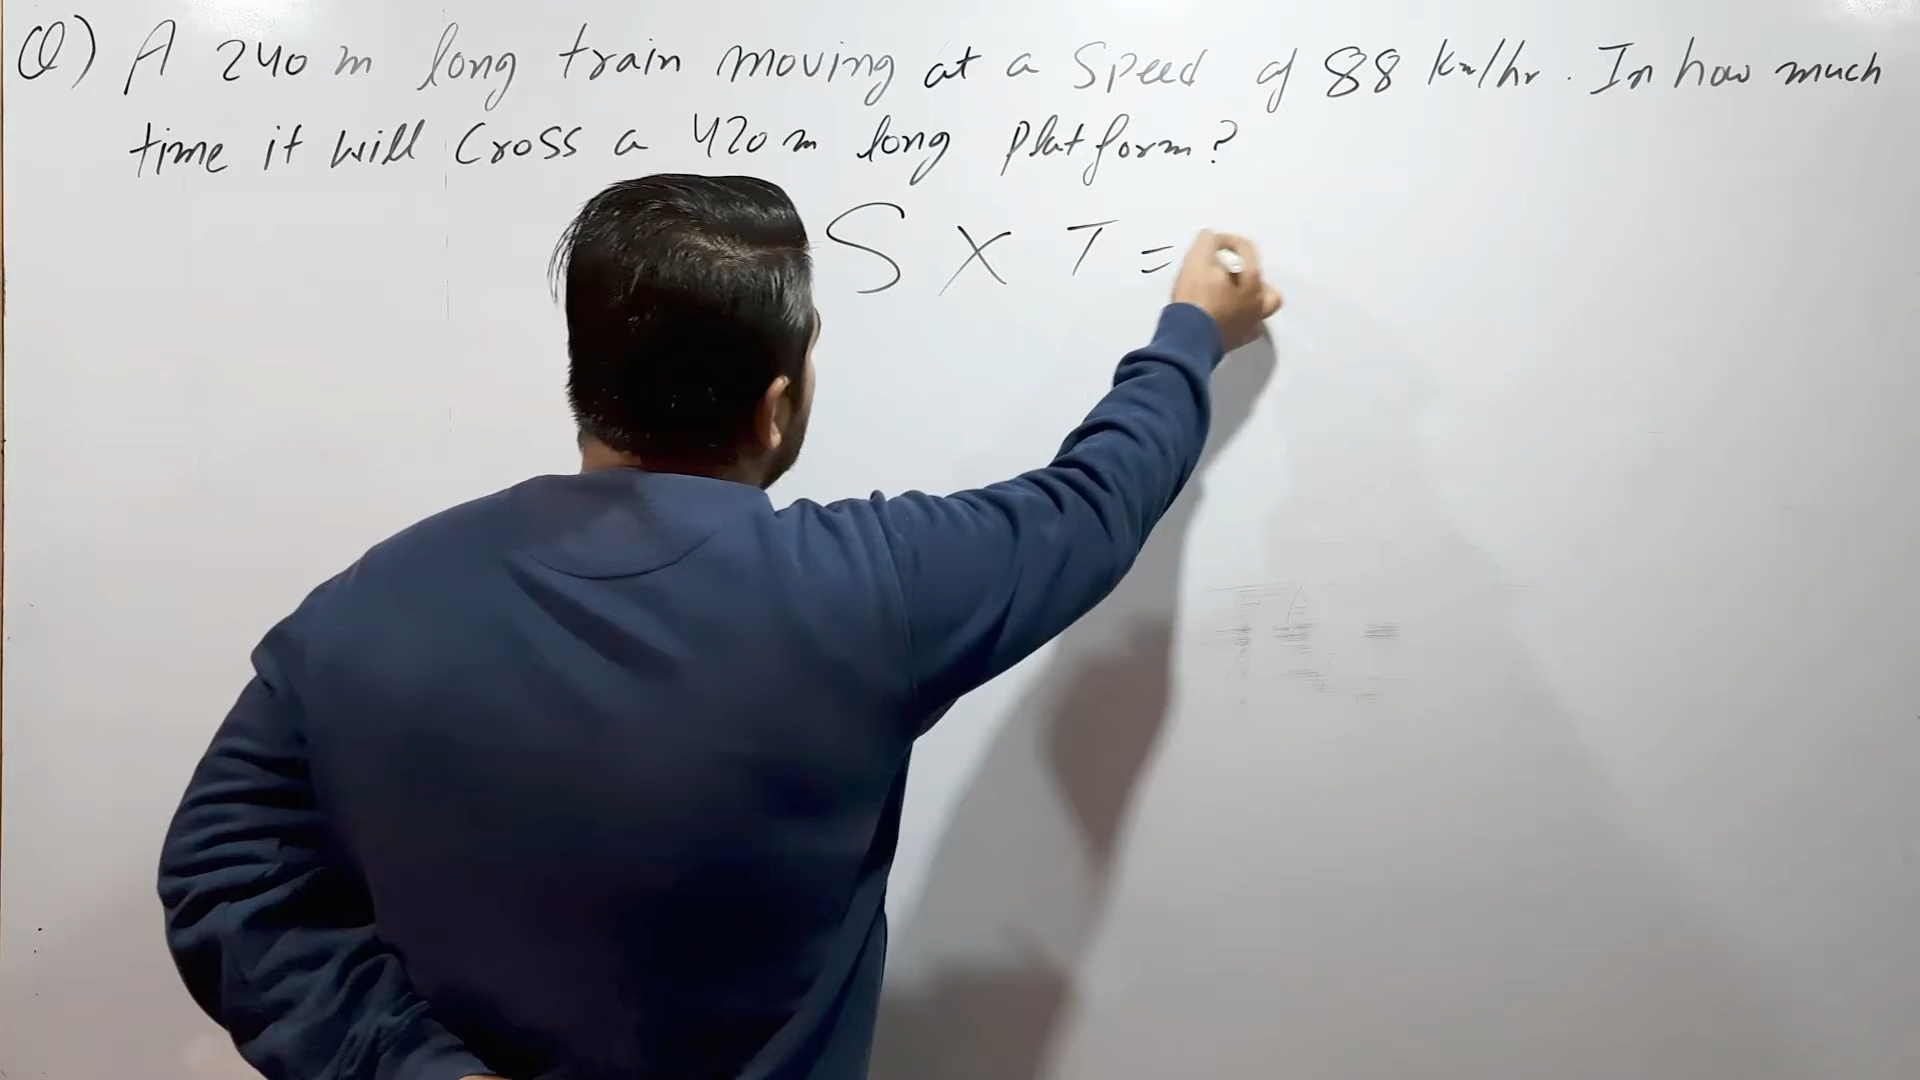 Q) A 240 m long train moving at a speed of 88 km/hr. In how much
time it will cross a 420 m long platform?
S X T =